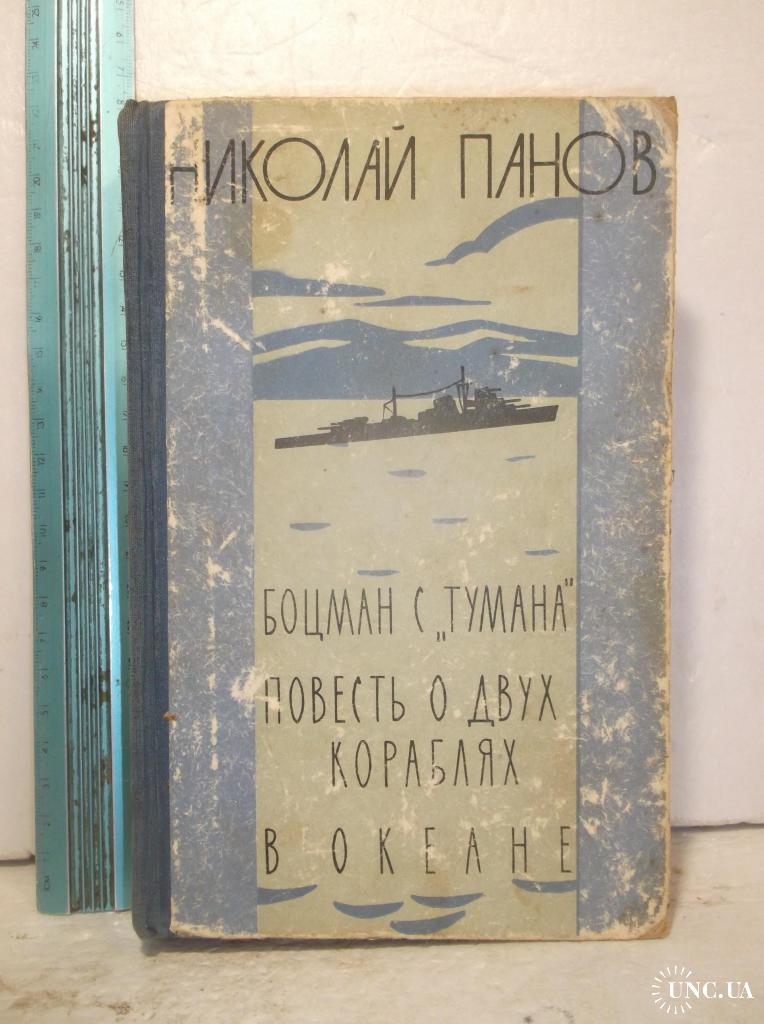 НИКОЛАЙ ПАНОВ
БОЦМАН С „ТУМАНА"
ПОВЕСТЬ О ДВУХ
КОРАБЛЯХ
В ОКЕАНЕ
UNC.UA